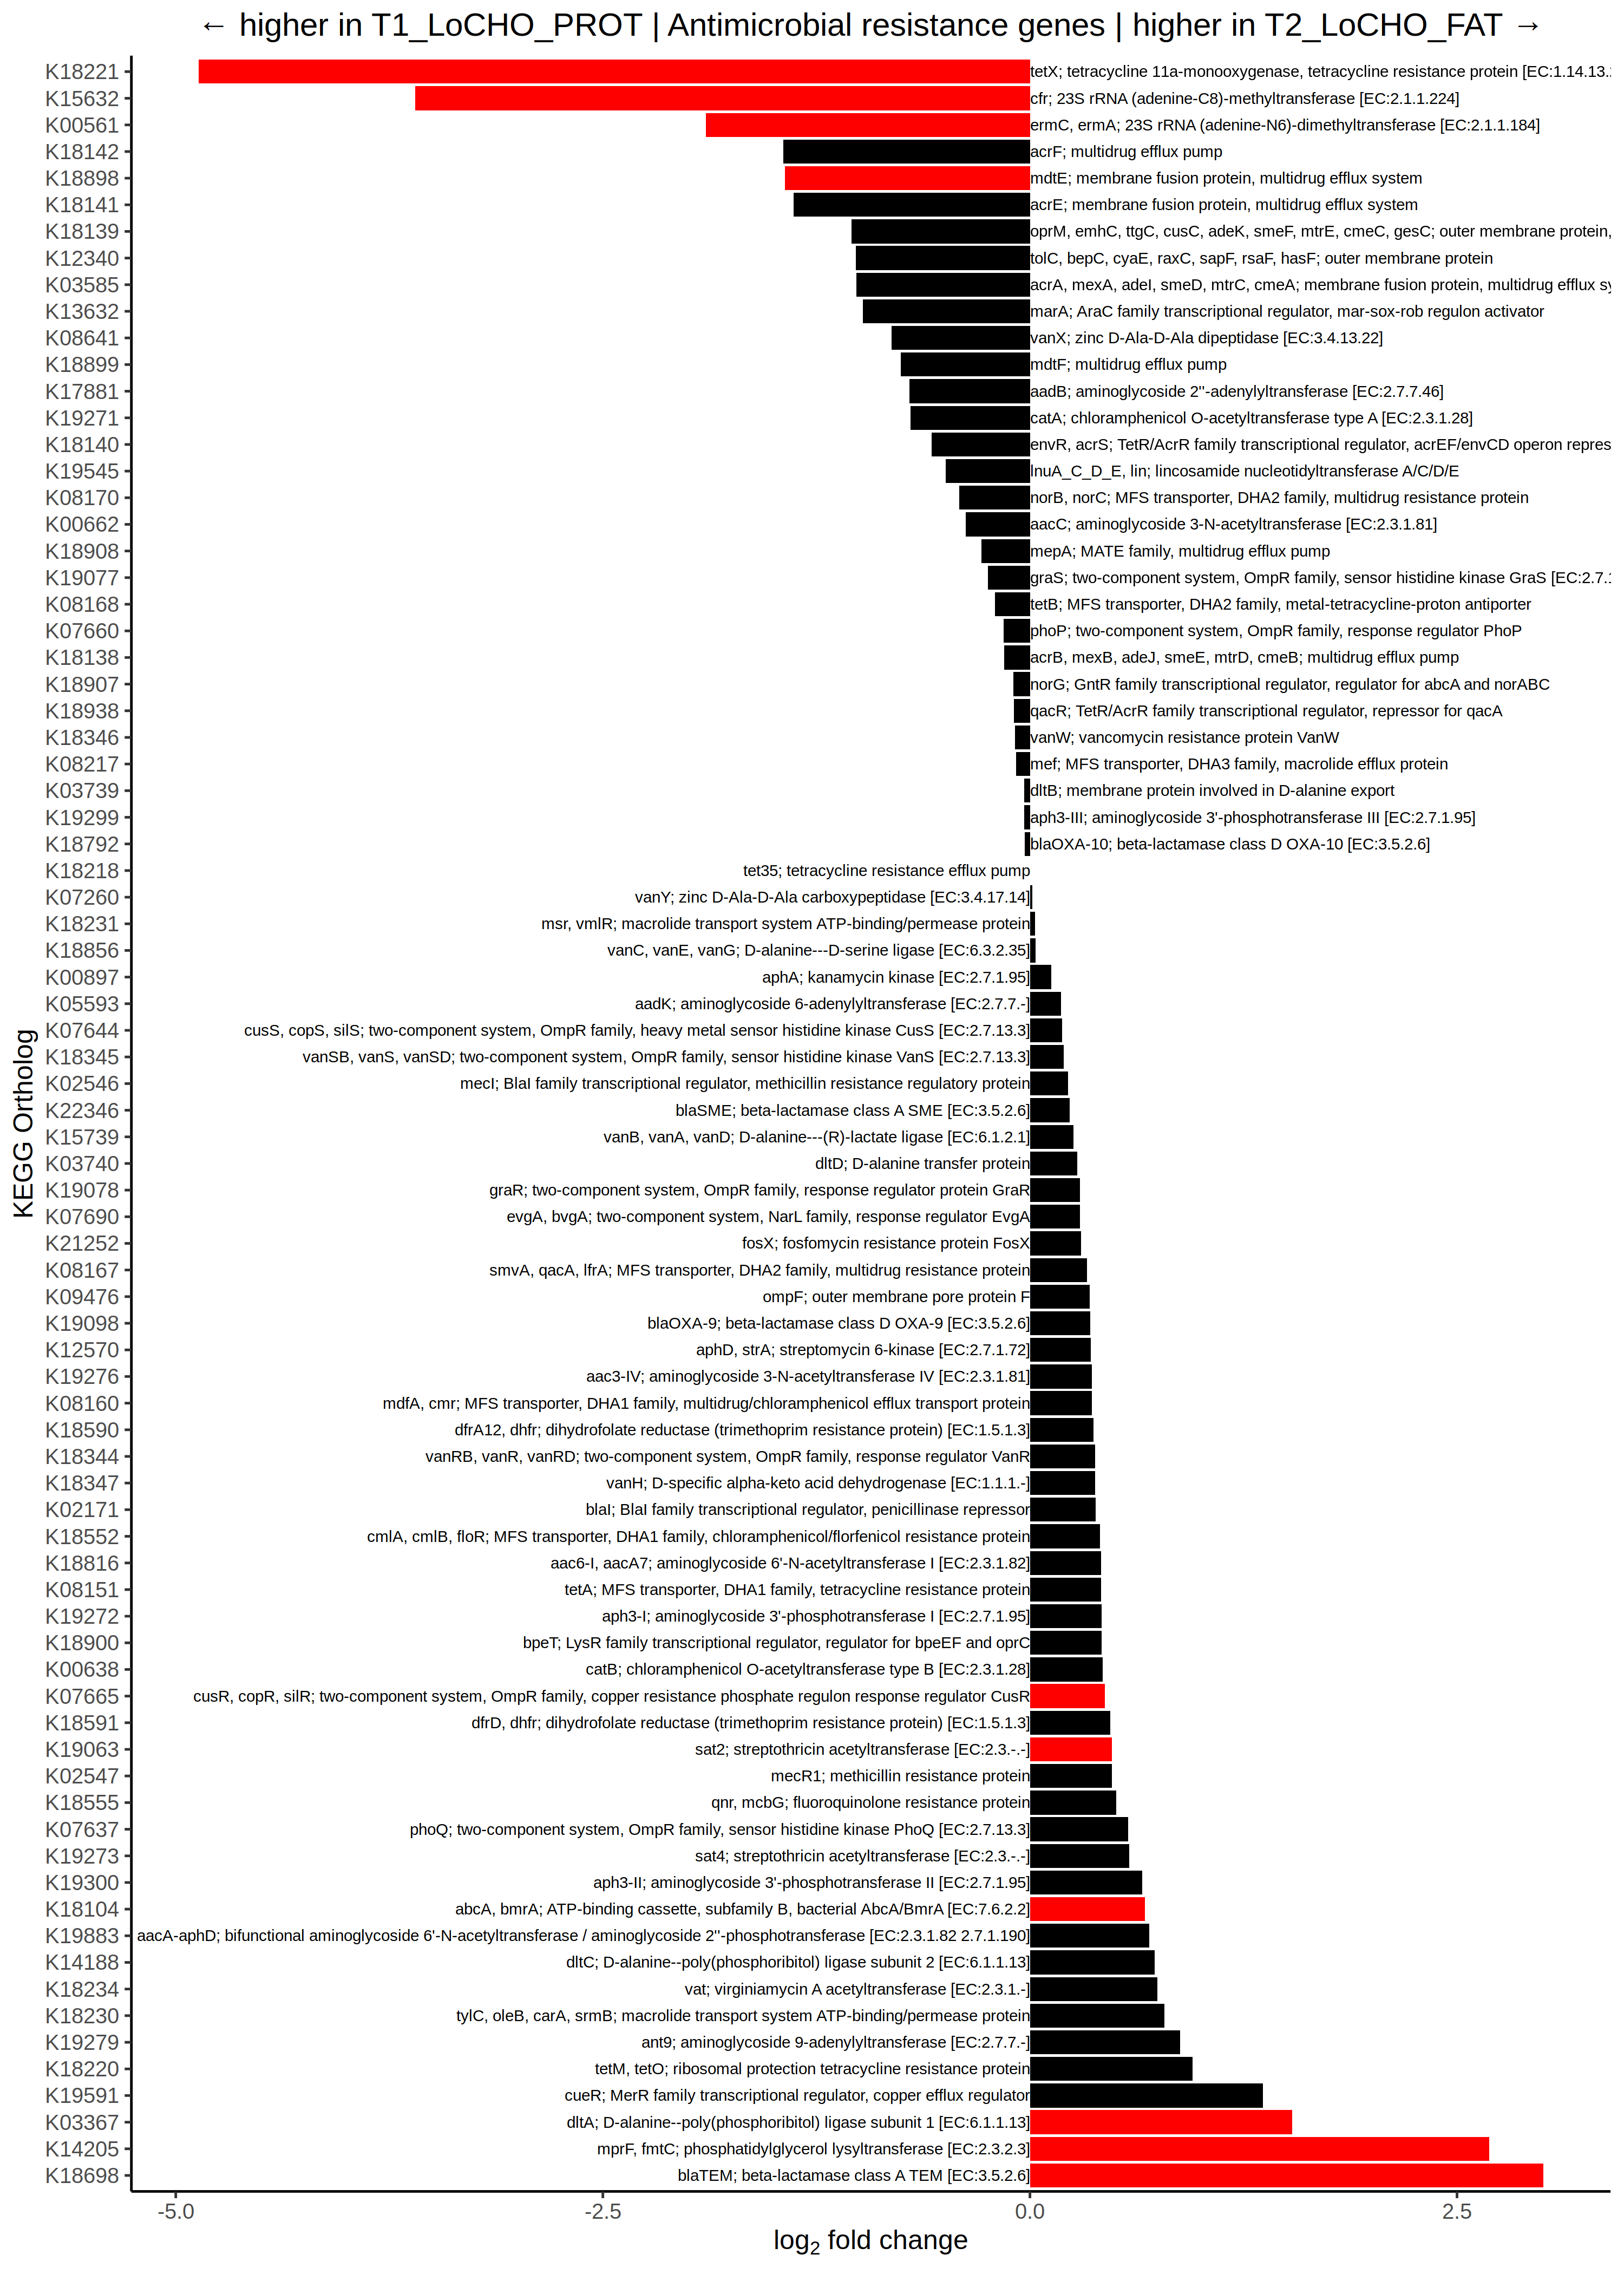 ← higher in T1_LoCHO_PROT | Antimicrobial resistance genes | higher in T2_LoCHO_FAT →
K18221 tetX; tetracycline 11a-monooxygenase, tetracycline resistance protein [EC:1.14.13.
K15632 cfr; 23S rRNA (adenine-C8)-methyltransferase [EC:2.1.1.224]
K00561 ermC, ermA; 23S rRNA (adenine-N6)-dimethyltransferase [EC:2.1.1.184]
K18142 acrF; multidrug efflux pump
K18898 mdtE; membrane fusion protein, multidrug efflux system
K18141 acrE; membrane fusion protein, multidrug efflux system
K18139 oprM, emhC, ttgC, cusC, adeK, smeF, mtrE, cmeC, gesC; outer membrane protein,
K12340 tolC, bepC, cyaE, raxC, sapF, rsaF, hasF; outer membrane protein
K03585 acrA, mexA, adeI, smeD, mtrC, cmeA; membrane fusion protein, multidrug efflux sy
K13632 marA; AraC family transcriptional regulator, mar-sox-rob regulon activator
K08641 vanX; zinc D-Ala-D-Ala dipeptidase [EC:3.4.13.22]
K18899 mdtF; multidrug efflux pump
K17881 aadB; aminoglycoside 2''-adenylyltransferase [EC:2.7.7.46]
K19271 catA; chloramphenicol O-acetyltransferase type A [EC:2.3.1.28]
K18140 envR, acrS; TetR/AcrR family transcriptional regulator, acrEF/envCD operon repres
K19545 lnuA_C_D_E, lin; lincosamide nucleotidyltransferase A/C/D/E
K08170 norB, norC; MFS transporter, DHA2 family, multidrug resistance protein
K00662 aacC; aminoglycoside 3-N-acetyltransferase [EC:2.3.1.81]
K18908 mepA; MATE family, multidrug efflux pump
K19077 graS; two-component system, OmpR family, sensor histidine kinase GraS [EC:2.7.1
K08168 tetB; MFS transporter, DHA2 family, metal-tetracycline-proton antiporter
K07660 phoP; two-component system, OmpR family, response regulator PhoP
K18138 acrB, mexB, adeJ, smeE, mtrD, cmeB; multidrug efflux pump
K18907 norG; GntR family transcriptional regulator, regulator for abcA and norABC
K18938 qacR; TetR/AcrR family transcriptional regulator, repressor for qacA
K18346 vanW; vancomycin resistance protein VanW
K08217 mef; MFS transporter, DHA3 family, macrolide efflux protein
K03739 dltB; membrane protein involved in D-alanine export
K19299 aph3-III; aminoglycoside 3'-phosphotransferase III [EC:2.7.1.95]
K18792 blaOXA-10; beta-lactamase class D OXA-10 [EC:3.5.2.6]
K18218 tet35; tetracycline resistance efflux pump
K07260 vanY; zinc D-Ala-D-Ala carboxypeptidase [EC:3.4.17.14]
K18231 msr, vmlR; macrolide transport system ATP-binding/permease protein
K18856 vanC, vanE, vanG; D-alanine---D-serine ligase [EC:6.3.2.35]
K00897 aphA; kanamycin kinase [EC:2.7.1.95]
K05593 aadK; aminoglycoside 6-adenylyltransferase [EC:2.7.7.-]
K07644 cusS, copS, silS; two-component system, OmpR family, heavy metal sensor histidine kinase CusS [EC:2.7.13.3]
K18345 vanSB, vanS, vanSD; two-component system, OmpR family, sensor histidine kinase VanS [EC:2.7.13.3]
K02546 mecI; BlaI family transcriptional regulator, methicillin resistance regulatory protein
K22346 blaSME; beta-lactamase class A SME [EC:3.5.2.6]
K15739 vanB, vanA, vanD; D-alanine---(R)-lactate ligase [EC:6.1.2.1]
K03740 dltD; D-alanine transfer protein
K19078 graR; two-component system, OmpR family, response regulator protein GraR
K07690 evgA, bvgA; two-component system, NarL family, response regulator EvgA
K21252 fosX; fosfomycin resistance protein FosX
K08167 smvA, qacA, lfrA; MFS transporter, DHA2 family, multidrug resistance protein
K09476 ompF; outer membrane pore protein F
K19098 blaOXA-9; beta-lactamase class D OXA-9 [EC:3.5.2.6]
K12570 aphD, strA; streptomycin 6-kinase [EC:2.7.1.72]
K19276 aac3-IV; aminoglycoside 3-N-acetyltransferase IV [EC:2.3.1.81]
K08160 mdfA, cmr; MFS transporter, DHA1 family, multidrug/chloramphenicol efflux transport protein
K18590 dfrA12, dhfr; dihydrofolate reductase (trimethoprim resistance protein) [EC:1.5.1.3]
K18344 vanRB, vanR, vanRD; two-component system, OmpR family, response regulator VanR
K18347 vanH; D-specific alpha-keto acid dehydrogenase [EC:1.1.1.-]
K02171 blaI; BlaI family transcriptional regulator, penicillinase repressor
K18552 cmlA, cmlB, floR; MFS transporter, DHA1 family, chloramphenicol/florfenicol resistance protein
K18816 aac6-I, aacA7; aminoglycoside 6'-N-acetyltransferase I [EC:2.3.1.82]
K08151 tetA; MFS transporter, DHA1 family, tetracycline resistance protein
K19272 aph3-I; aminoglycoside 3'-phosphotransferase I [EC:2.7.1.95]
K18900 bpeT; LysR family transcriptional regulator, regulator for bpeEF and oprC
K00638 catB; chloramphenicol O-acetyltransferase type B [EC:2.3.1.28]
K07665 cusR, copR, silR; two-component system, OmpR family, copper resistance phosphate regulon response regulator CusR
K18591 dfrD, dhfr; dihydrofolate reductase (trimethoprim resistance protein) [EC:1.5.1.3]
K19063 sat2; streptothricin acetyltransferase [EC:2.3.-.-]
K02547 mecR1; methicillin resistance protein
K18555 qnr, mcbG; fluoroquinolone resistance protein
K07637 phoQ; two-component system, OmpR family, sensor histidine kinase PhoQ [EC:2.7.13.3]
K19273 sat4; streptothricin acetyltransferase [EC:2.3.-.-]
K19300 aph3-II; aminoglycoside 3'-phosphotransferase II [EC:2.7.1.95]
K18104 abcA, bmrA; ATP-binding cassette, subfamily B, bacterial AbcA/BmrA [EC:7.6.2.2]
K19883 aacA-aphD; bifunctional aminoglycoside 6'-N-acetyltransferase / aminoglycoside 2''-phosphotransferase [EC:2.3.1.82 2.7.1.190]
K14188 dltC; D-alanine--poly(phosphoribitol) ligase subunit 2 [EC:6.1.1.13]
K18234 vat; virginiamycin A acetyltransferase [EC:2.3.1.-]
K18230 tylC, oleB, carA, srmB; macrolide transport system ATP-binding/permease protein
K19279 ant9; aminoglycoside 9-adenylyltransferase [EC:2.7.7.-]
K18220 tetM, tetO; ribosomal protection tetracycline resistance protein
K19591 cueR; MerR family transcriptional regulator, copper efflux regulator
K03367 dltA; D-alanine--poly(phosphoribitol) ligase subunit 1 [EC:6.1.1.13]
K14205 mprF, fmtC; phosphatidylglycerol lysyltransferase [EC:2.3.2.3]
K18698 blaTEM; beta-lactamase class A TEM [EC:3.5.2.6]
KEGG Ortholog
-5.0 -2.5 0.0 2.5
log2 fold change